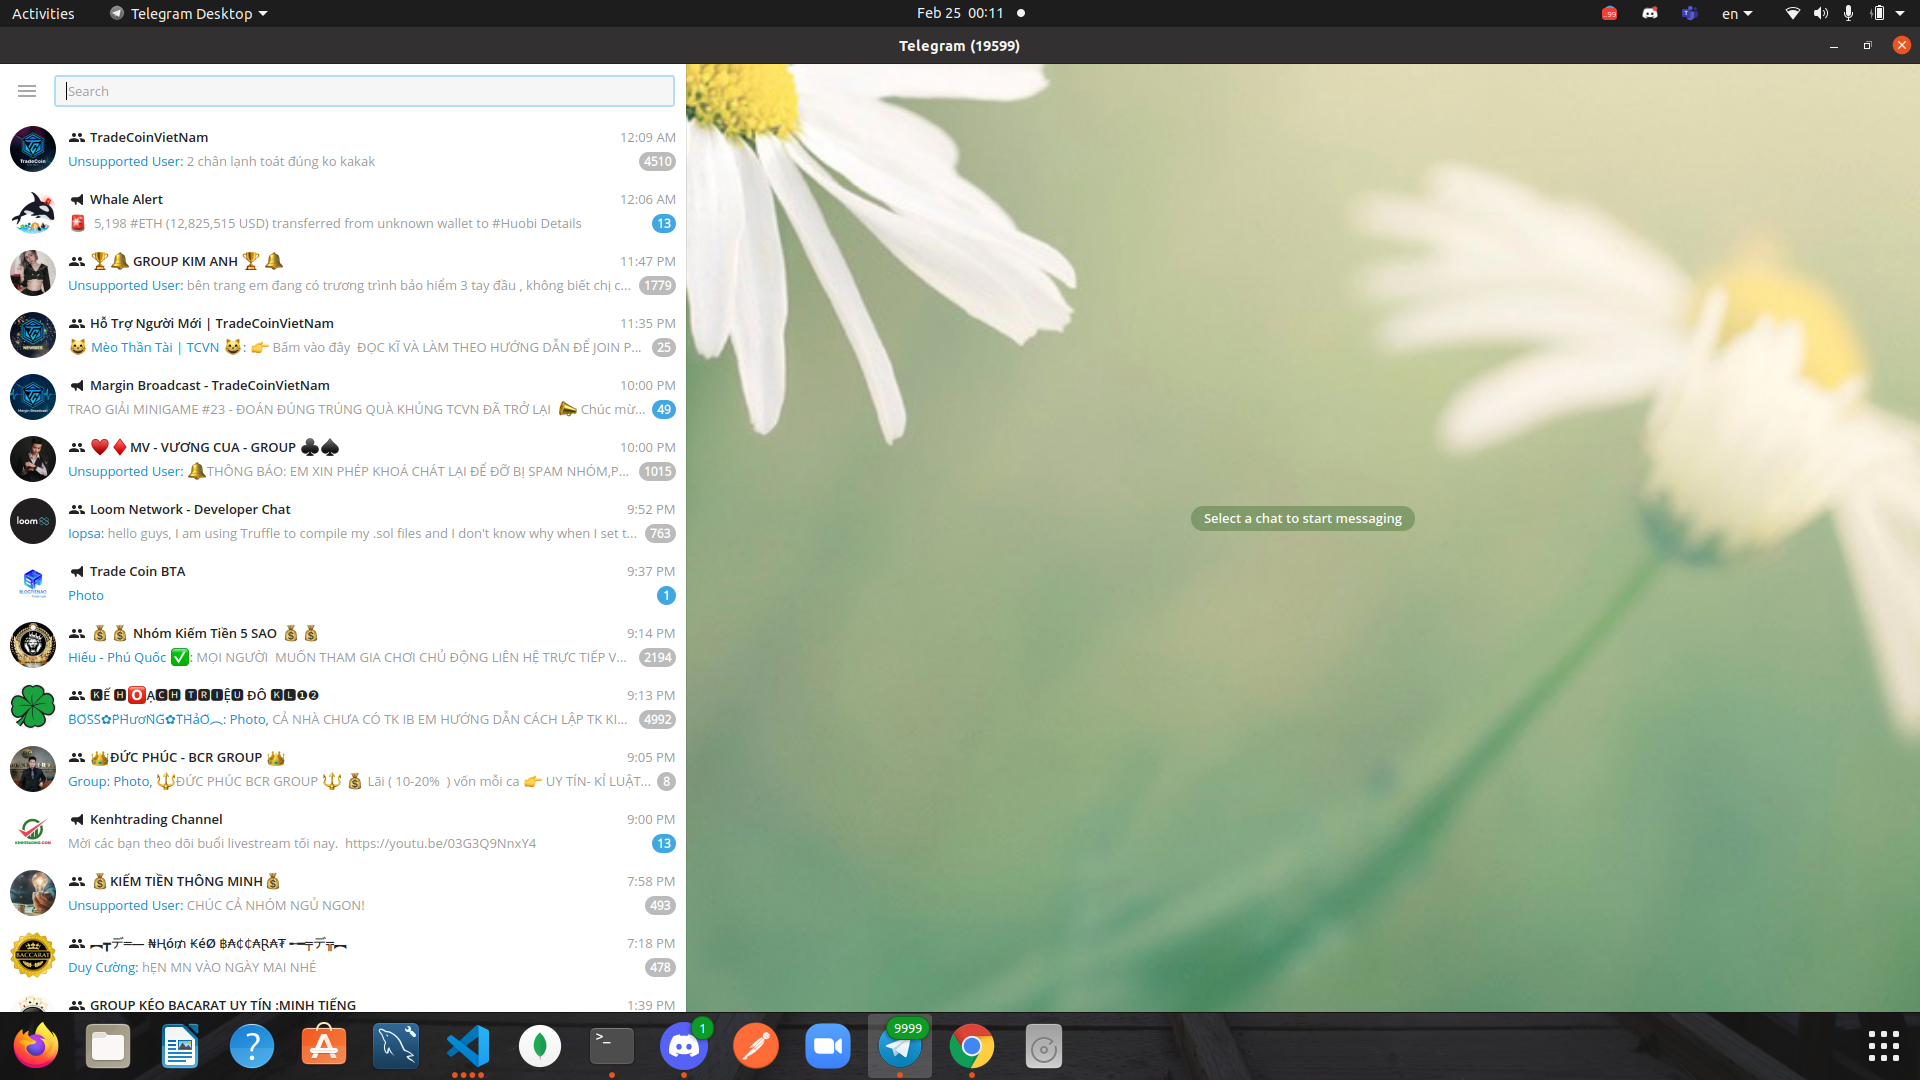 Activities
Telegram Desktop
Feb 25 00:11
en
Telegram (19599)
Search
TradeCoinVietNam 12:09 AM
Unsupported User: 2 chân lạnh toát đúng ko kakak 4510
Whale Alert 12:06 AM
🚨 5,198 #ETH (12,825,515 USD) transferred from unknown wallet to #Huobi Details 13
🏆🔔 GROUP KIM ANH 🏆 🔔 11:47 PM
Unsupported User: bên trang em đang có trương trình bảo hiểm 3 tay đầu , không biết chị c... 1779
Hỗ Trợ Người Mới | TradeCoinVietNam 11:35 PM
😺 Mèo Thần Tài | TCVN 😺: 👉 Bấm vào đây ĐỌC KĨ VÀ LÀM THEO HƯỚNG DẪN ĐỂ JOIN P... 25
Margin Broadcast - TradeCoinVietNam 10:00 PM
TRAO GIẢI MINIGAME #23 - ĐOÁN ĐÚNG TRÚNG QUÀ KHỦNG TCVN ĐÃ TRỞ LẠI 📣 Chúc mừ... 49
♥️♦️MV - VƯƠNG CUA - GROUP ♣️♠️ 10:00 PM
Unsupported User: 🔔THÔNG BÁO: EM XIN PHÉP KHOÁ CHÁT LẠI ĐỂ ĐỠ BỊ SPAM NHÓM,P... 1015
Loom Network - Developer Chat 9:52 PM
Iopsa: hello guys, I am using Truffle to compile my .sol files and I don't know why when I set t... 763
Trade Coin BTA 9:37 PM
Photo 1
💰 💰 Nhóm Kiếm Tiền 5 SAO 💰 💰 9:14 PM
Hiếu - Phú Quốc ✅: MỌI NGƯỜI MUỐN THAM GIA CHƠI CHỦ ĐỘNG LIÊN HỆ TRỰC TIẾP V... 2194
🅺Ế 🅷🅾️Ạ🅲🅷 🆃🆁🅸Ệ🆄 ĐÔ 🅺🅻❶❷ 9:13 PM
Photo, CẢ NHÀ CHƯA CÓ TK IB EM HƯỚNG DẪN CÁCH LẬP TK KI... 4992
👑ĐỨC PHÚC - BCR GROUP 👑 9:05 PM
Group: Photo, 🔱ĐỨC PHÚC BCR GROUP 🔱 💰 Lãi ( 10-20% ) vốn mỗi ca 👉 UY TÍN- KỈ LUẬT... 8
Kenhtrading Channel 9:00 PM
Mời các bạn theo dõi buổi livestream tối nay. https://youtu.be/03G3Q9NnxY4 13
💰KIẾM TIỀN THÔNG MINH💰 7:58 PM
Unsupported User: CHÚC CẢ NHÓM NGỦ NGON! 493
7:18 PM
Duy Cường: hẸN MN VÀO NGÀY MAI NHÉ 478
GROUP KÉO BACARAT UY TÍN :MINH TIẾNG 1:39 PM
Select a chat to start messaging
1
9999